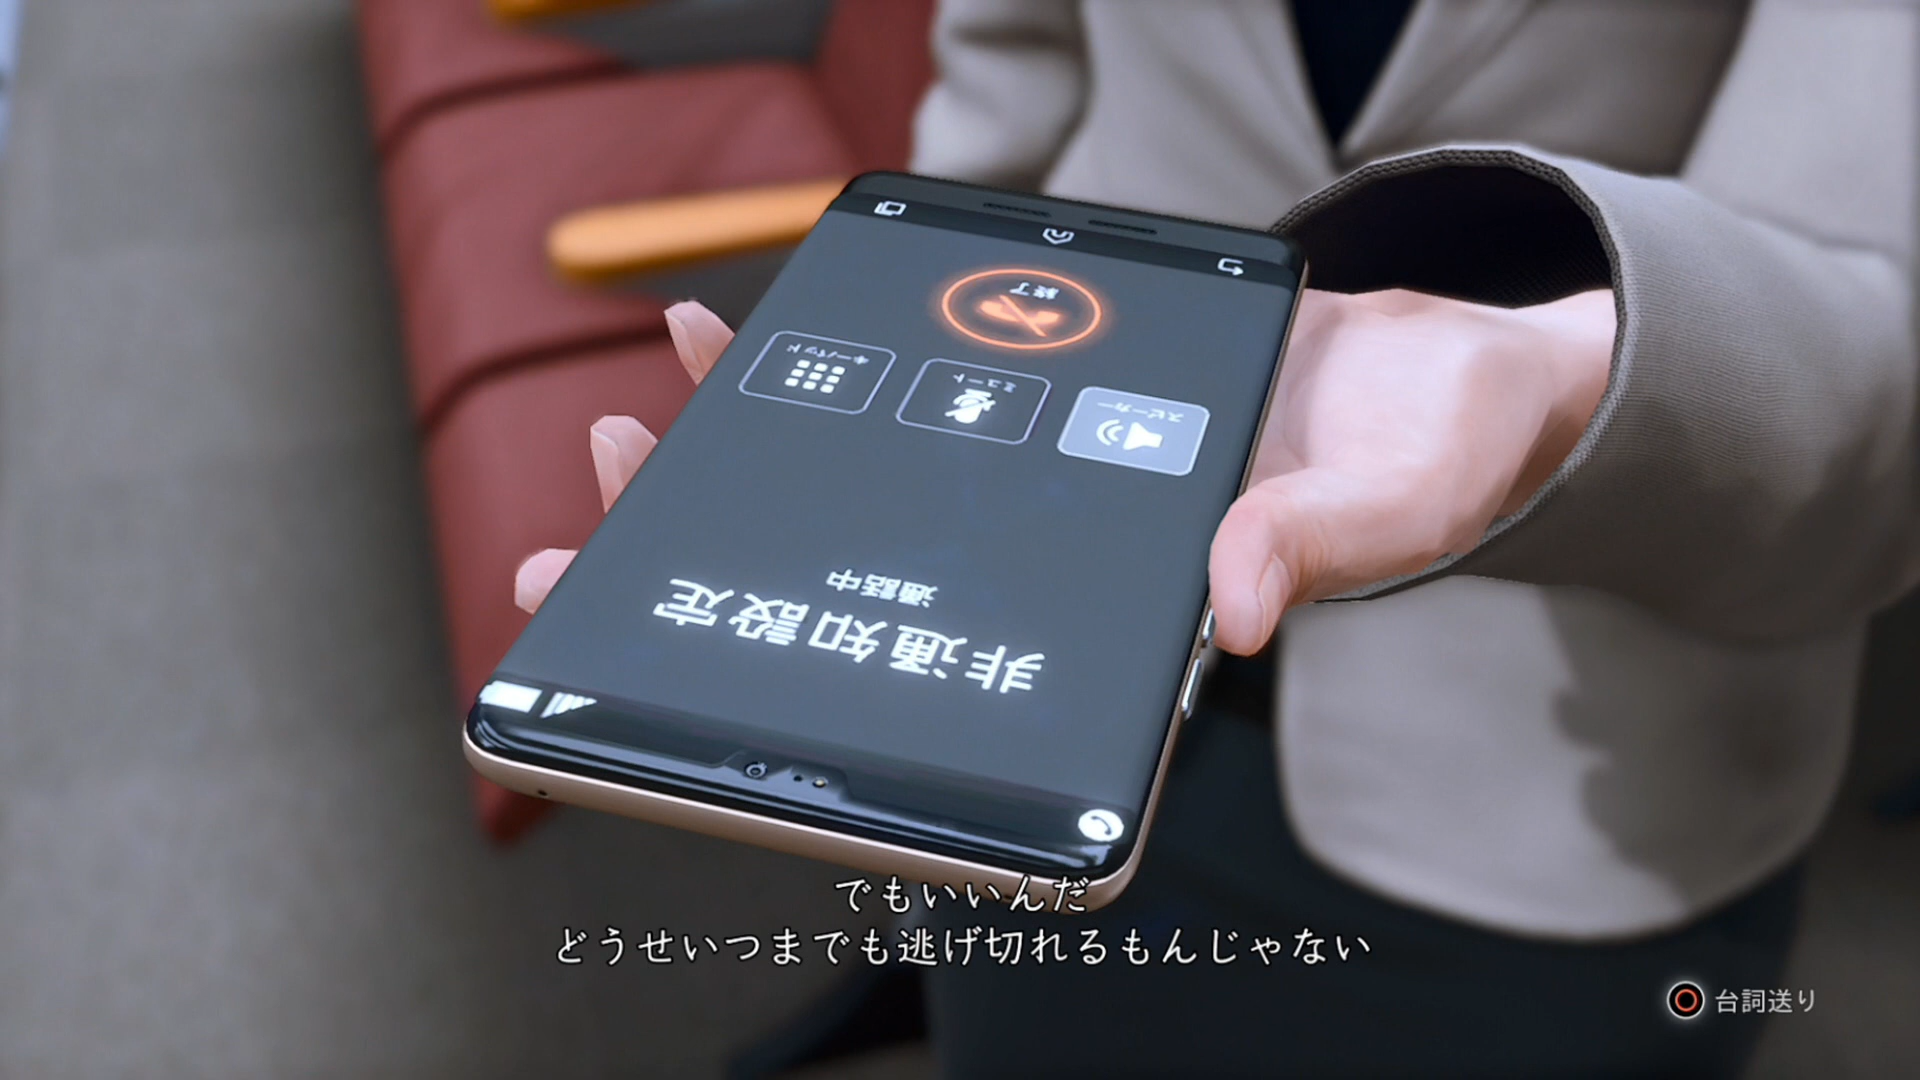 終了
キーパッド
ミュート
スピーカー
通話中
非通知設定
でもいいんだ
どうせいつまでも逃げ切れるもんじゃない
台詞送り